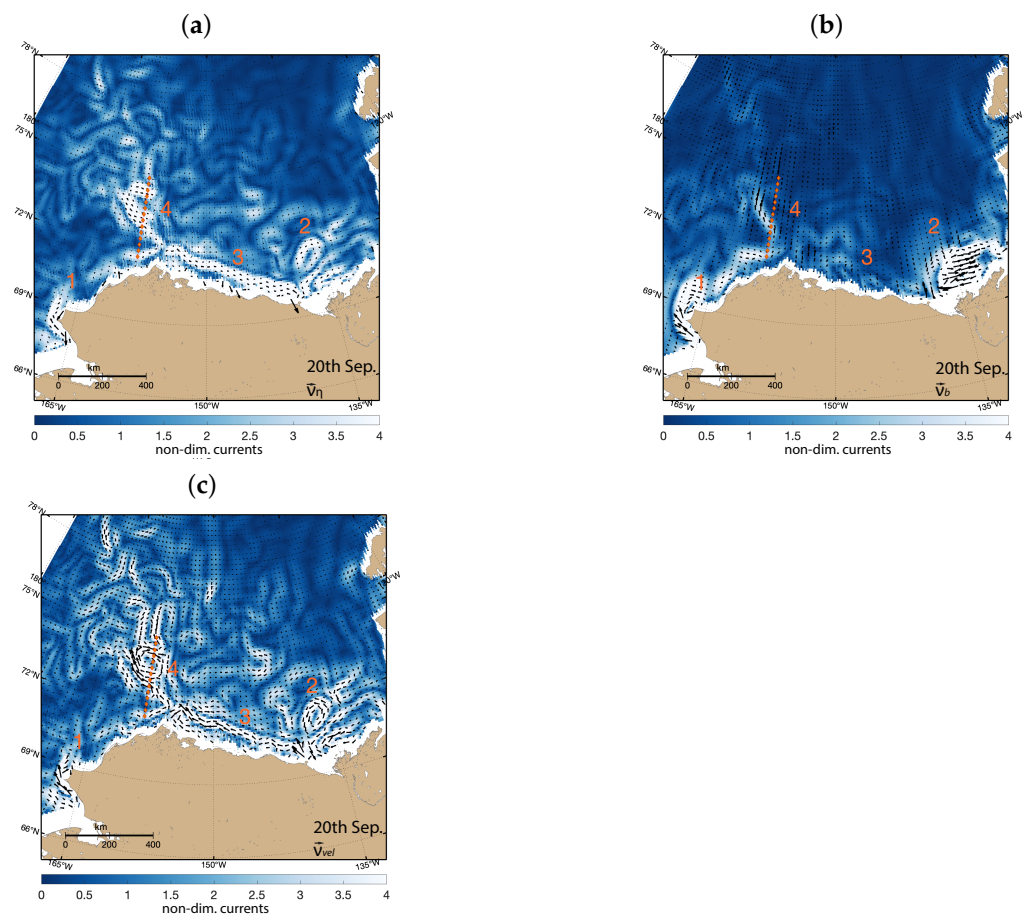 (a)
78°N
180
75°N
°W
72°N
4
2
3
1
69°N
66°N
km
0 200 400
20th Sep.
v⃗η
165°W 150°W 135°W
0 0.5 1 1.5 2 2.5 3 3.5 4
non-dim. currents
(b)
78°N
180
75°N
°W
72°N
4
2
3
1
69°N
66°N
km
0 200 400
20th Sep.
v⃗b
165°W 150°W 135°W
0 0.5 1 1.5 2 2.5 3 3.5 4
non-dim. currents
(c)
78°N
180
75°N
°W
72°N
4
2
3
1
69°N
66°N
km
0 200 400
20th Sep.
v⃗vel
165°W 150°W 135°W
0 0.5 1 1.5 2 2.5 3 3.5 4
non-dim. currents